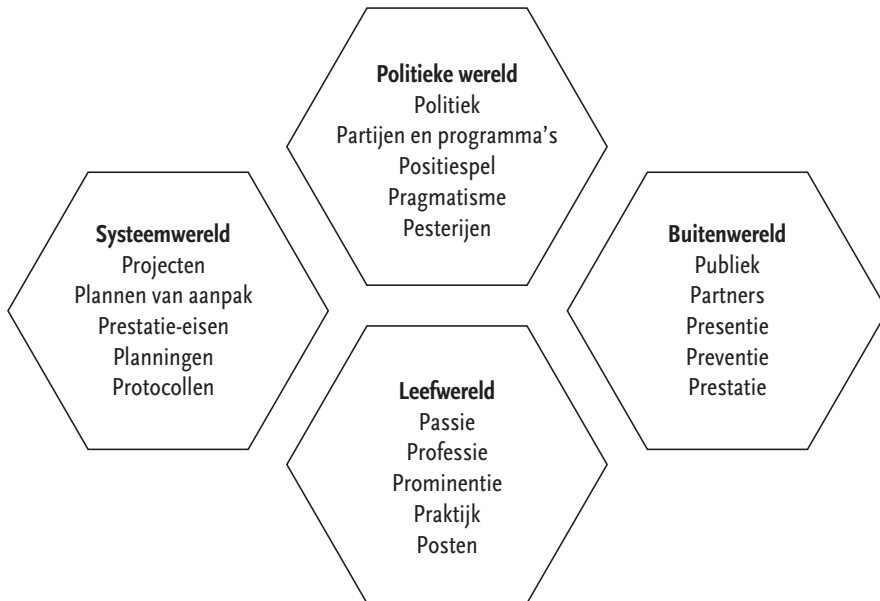 Politieke wereld
Politiek
Partijen en programma's
Positiespel
Pragmatisme
Pesterijen
Systeemwereld
Projecten
Plannen van aanpak
Prestatie-eisen
Planningen
Protocollen
Buitenwereld
Publiek
Partners
Presentie
Preventie
Prestatie
Leefwereld
Passie
Professie
Prominentie
Praktijk
Posten